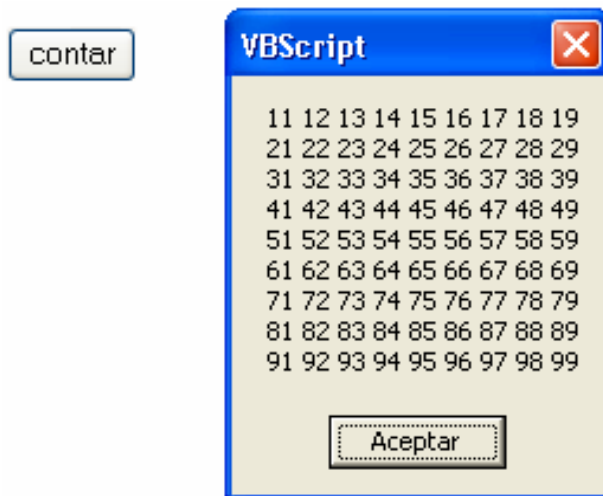 contar
VBScript
11 12 13 14 15 16 17 18 19
21 22 23 24 25 26 27 28 29
31 32 33 34 35 36 37 38 39
41 42 43 44 45 46 47 48 49
51 52 53 54 55 56 57 58 59
61 62 63 64 65 66 67 68 69
71 72 73 74 75 76 77 78 79
81 82 83 84 85 86 87 88 89
91 92 93 94 95 96 97 98 99
Aceptar